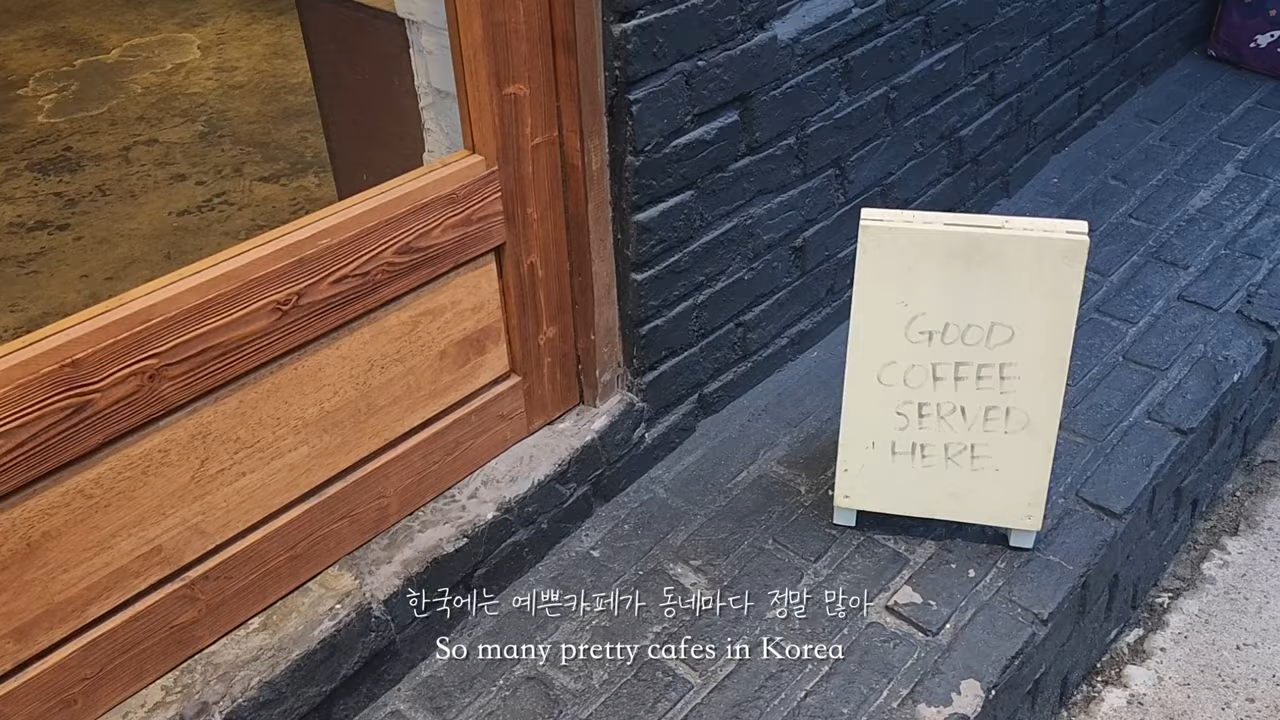 GOOD
COFFEE
SERVED
HERE.
한국에는 예쁜카페가 동네마다 정말 많아
So many pretty cafes in Korea